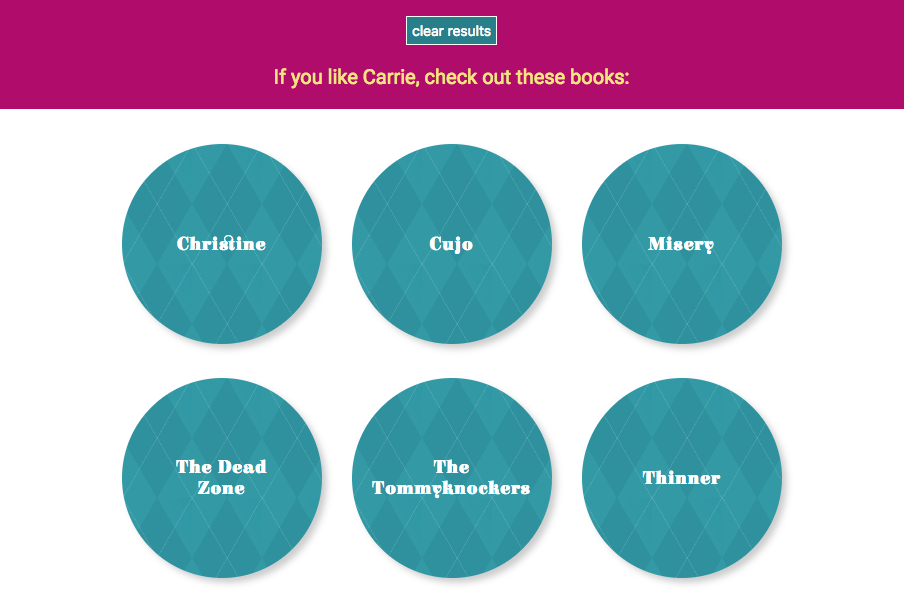 clear results
If you like Carrie, check out these books:
Christine
Cujo
Misery
The Dead
Zone
The
Tommyknockers
Thinner